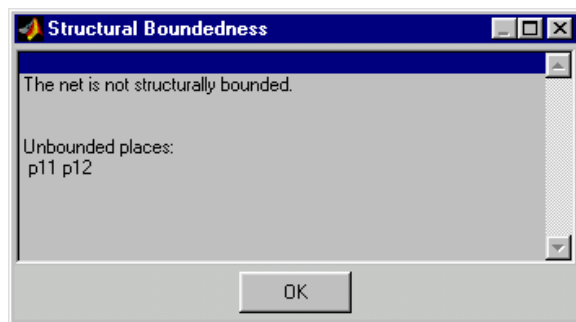 Structural Boundedness
The net is not structurally bounded.
Unbounded places:
p11 p12
OK